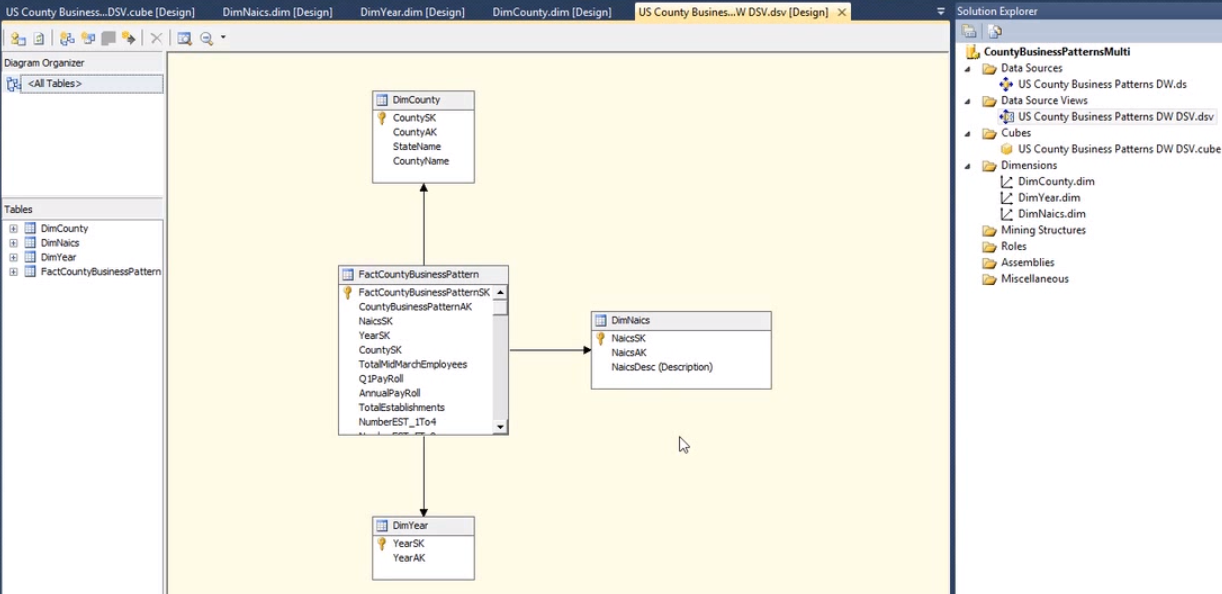 US County Business...DSV.cube [Design]
DimNaics.dim [Design]
DimYear.dim [Design]
DimCounty.dim [Design]
US County Busines...W DSV.dsv [Design]
Diagram Organizer
<All Tables>
Tables
DimCounty
DimNaics
DimYear
FactCountyBusinessPattern
DimCounty
CountySK
CountyAK
StateName
CountyName
FactCountyBusinessPattern
FactCountyBusinessPatternSK
CountyBusinessPatternAK
NaicsSK
YearSK
CountySK
TotalMidMarchEmployees
Q1PayRoll
AnnualPayRoll
TotalEstablishments
NumberEST_1To4
DimNaics
NaicsSK
NaicsAK
NaicsDesc (Description)
DimYear
YearSK
YearAK
Solution Explorer
CountyBusinessPatternsMulti
Data Sources
US County Business Patterns DW.ds
Data Source Views
US County Business Patterns DW DSV.dsv
Cubes
US County Business Patterns DW DSV.cube
Dimensions
DimCounty.dim
DimYear.dim
DimNaics.dim
Mining Structures
Roles
Assemblies
Miscellaneous